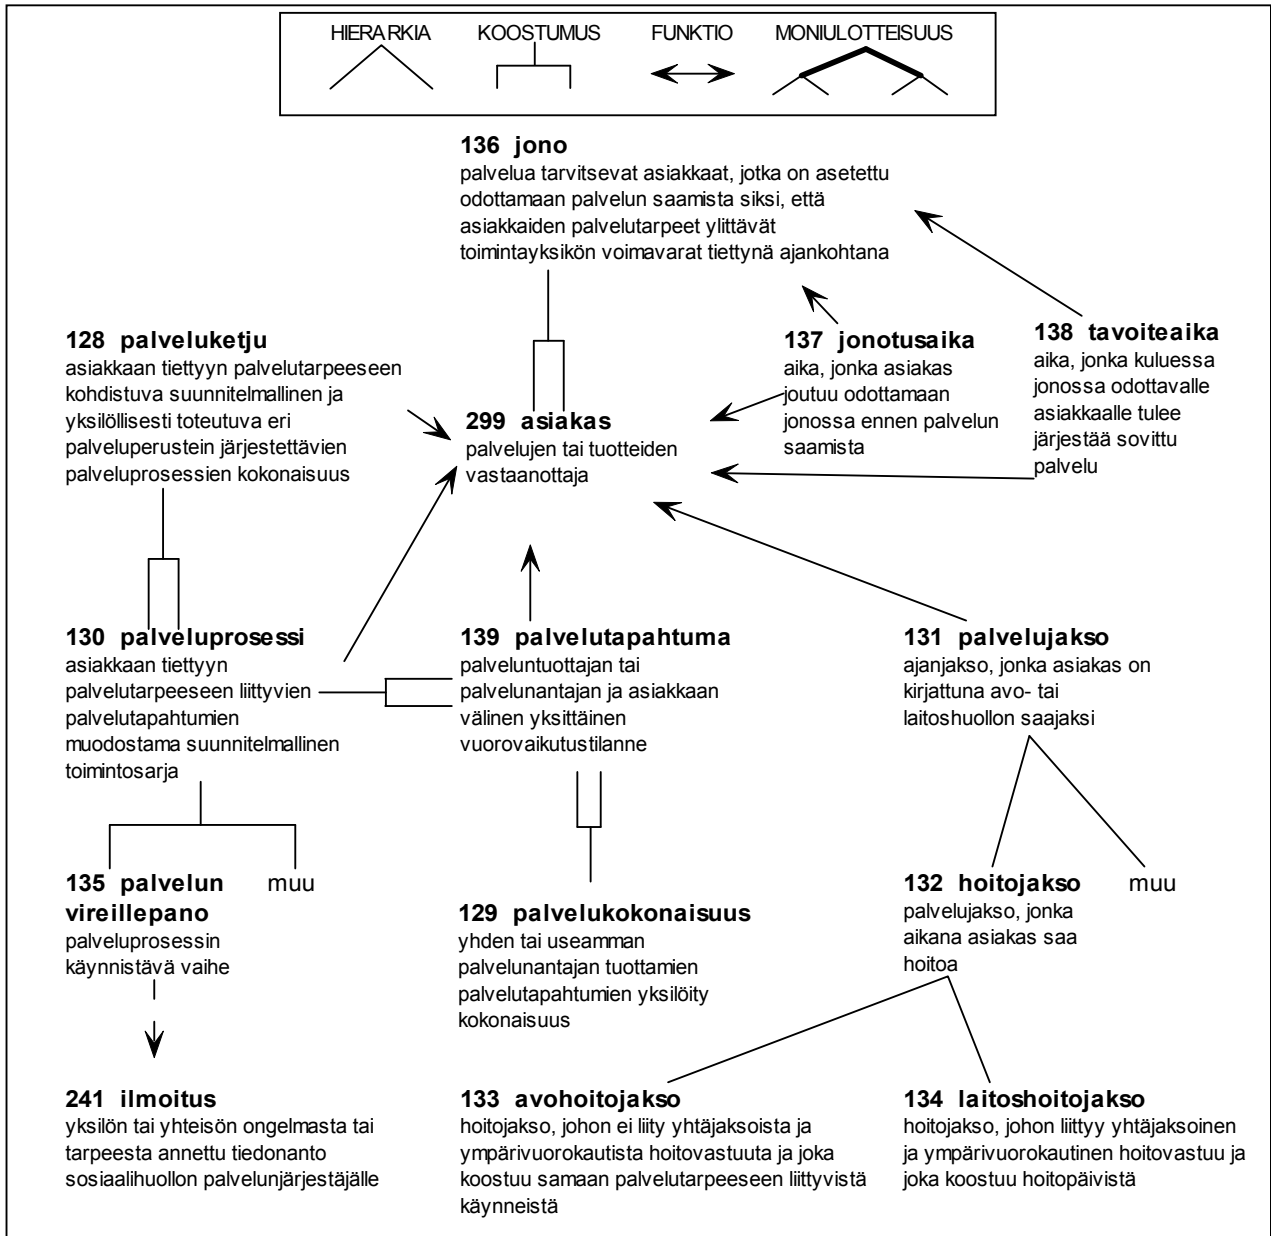 HIERARKIA KOOSTUMUS FUNKTIO MONIULOTTEISUUS
136 jono
palvelua tarvitsevat asiakkaat, jotka on asetettu
odottamaan palvelun saamista siksi, että
asiakkaiden palvelutarpeet ylittävät
toimintayksikön voimavarat tiettynä ajankohtana
128 palveluketju
asiakkaan tiettyyn palvelutarpeeseen
kohdistuva suunnitelmallinen ja
yksilöllisesti toteutuva eri
palveluperustein järjestettävien
palveluprosessien kokonaisuus
299 asiakas
palvelujen tai tuotteiden
vastaanottaja
137 jonotusaika
aika, jonka asiakas
joutuu odottamaan
jonossa ennen palvelun
saamista
138 tavoiteaika
aika, jonka kuluessa
jonossa odottavalle
asiakkaalle tulee
järjestää sovittu
palvelu
130 palveluprosessi
asiakkaan tiettyyn
palvelutarpeeseen liittyvien
palvelutapahtumien
muodostama suunnitelmallinen
toimintosarja
139 palvelutapahtuma
palveluntuottajan tai
palvelunantajan ja asiakkaan
välinen yksittäinen
vuorovaikutustilanne
131 palvelujakso
ajanjakso, jonka asiakas on
kirjattuna avo- tai
laitoshuollon saajaksi
135 palvelun
vireillepano
palveluprosessin
käynnistävä vaihe
muu
129 palvelukokonaisuus
yhden tai useamman
palvelunantajan tuottamien
palvelutapahtumien yksilöity
kokonaisuus
132 hoitojakso
palvelujakso, jonka
aikana asiakas saa
hoitoa
muu
241 ilmoitus
yksilön tai yhteisön ongelmasta tai
tarpeesta annettu tiedonanto
sosiaalihuollon palvelunjärjestäjälle
133 avohoitojakso
hoitojakso, johon ei liity yhtäjaksoista ja
ympärivuorokautista hoitovastuuta ja joka
koostuu samaan palvelutarpeeseen liittyvistä
käynneistä
134 laitoshoitojakso
hoitojakso, johon liittyy yhtäjaksoinen
ja ympärivuorokautinen hoitovastuu ja
joka koostuu hoitopäivistä